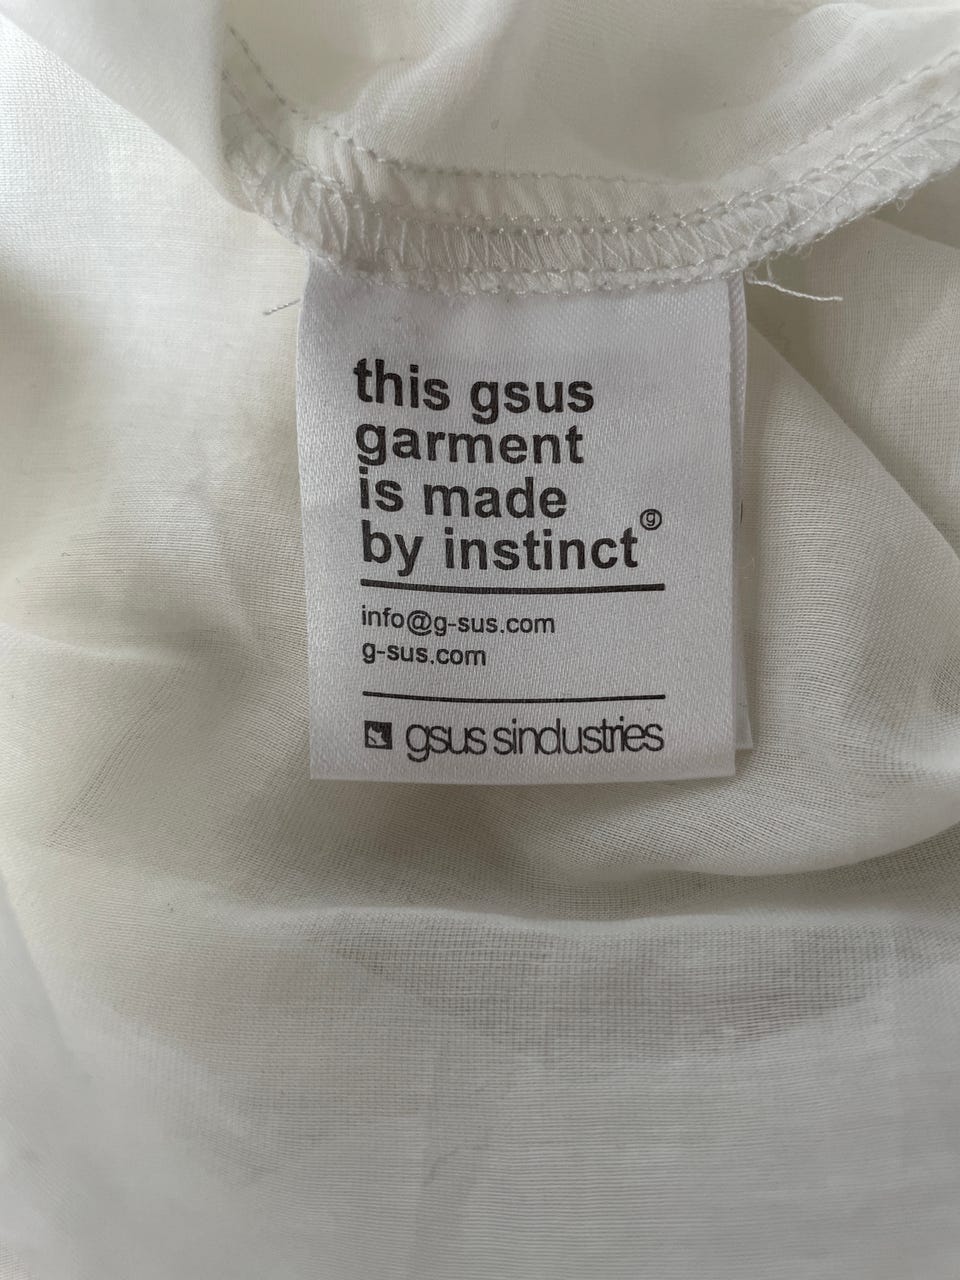 this gsus
garment
is made
by instinct
g
info@g-sus.com
g-sus.com
gsus sindustries